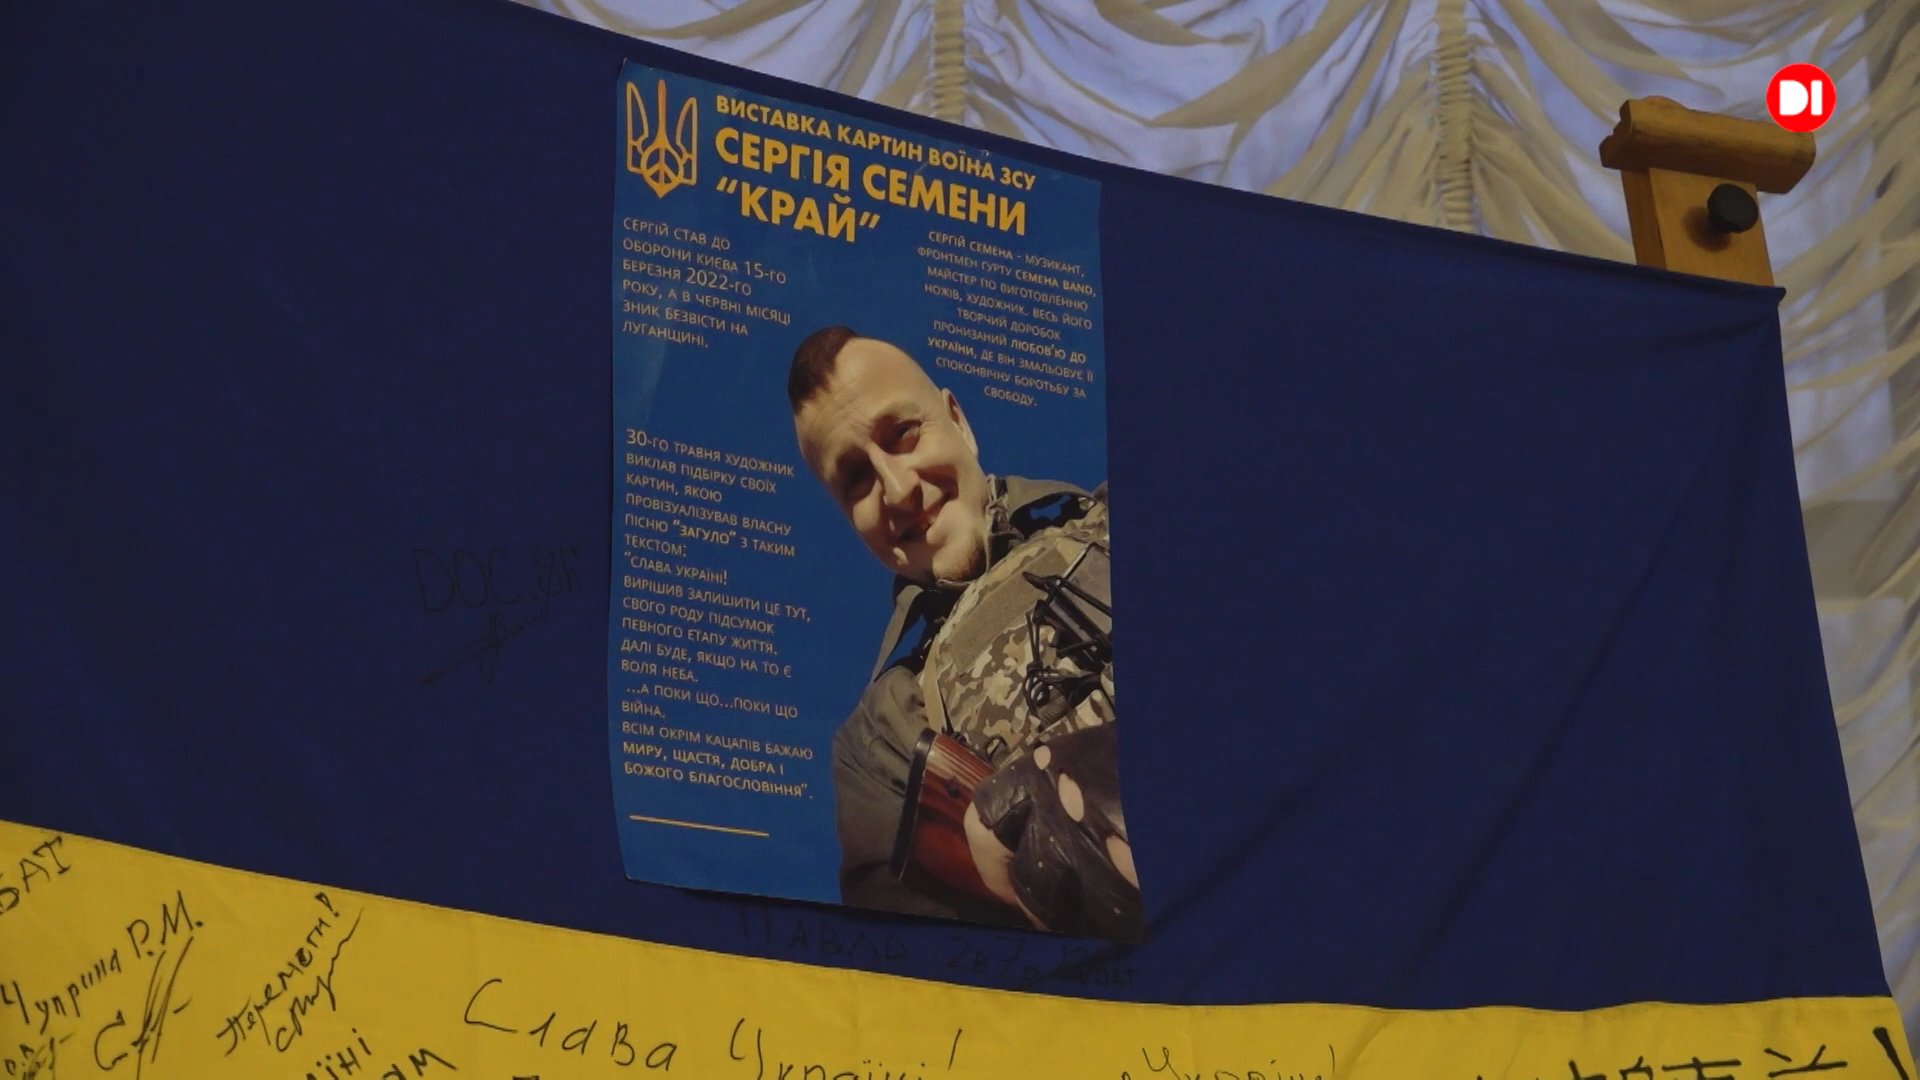 DI
ВИСТАВКА КАРТИН ВОЇНА ЗСУ
СЕРГІЯ СЕМЕНИ
“КРАЙ”
СЕРГІЙ СТАВ ДО
ОБОРОНИ КИЄВА 15-го
БЕРЕЗНЯ 2022-го
РОКУ, А В ЧЕРВНІ МІСЯЦІ
ЗНИК БЕЗВІСТИ НА
ЛУГАНЩИНІ.
СЕРГІЙ СЕМЕНА - МУЗИКАНТ,
ФРОНТМЕН ГУРТУ СЕМЕНА BAND,
МАЙСТЕР ПО ВИГОТОВЛЕННЮ
НОЖІВ, ХУДОЖНИК. ВЕСЬ ЙОГО
ТВОРЧИЙ ДОРОБОК
ПРОНИЗАНИЙ ЛЮБОВ'Ю ДО
УКРАЇНИ, ДЕ ВІН ЗМАЛЬОВУЄ ЇЇ
СПОКОНВІЧНУ БОРОТЬБУ ЗА
СВОБОДУ.
30-го ТРАВНЯ ХУДОЖНИК
ВИКЛАВ ПІДБІРКУ СВОЇХ
КАРТИН, ЯКОЮ
ПРОВІЗУАЛІЗУВАВ ВЛАСНУ
ПІСНЮ “ЗАГУЛО” З ТАКИМ
ТЕКСТОМ:
“СЛАВА УКРАЇНІ!
ВИРІШИВ ЗАЛИШИТИ ЦЕ ТУТ,
СВОГО РОДУ ПІДСУМОК
ПЕВНОГО ЕТАПУ ЖИТТЯ.
ДАЛІ БУДЕ, ЯКЩО НА ТО Є
ВОЛЯ НЕБА.
...А ПОКИ ЩО...ПОКИ ЩО
ВІЙНА.
ВСІМ ОКРІМ КАЦАПІВ БАЖАЮ
МИРУ, ЩАСТЯ, ДОБРА І
БОЖОГО БЛАГОСЛОВІННЯ”.
DOC
ПАВЛО 2в7р
БАТ
Чуприна Р.М.
Перемоги!
Слава Україні!